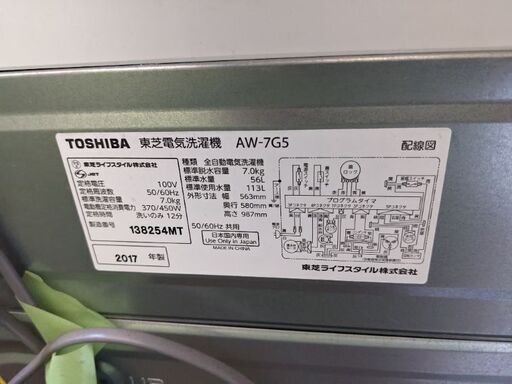 TOSHIBA 東芝電気洗濯機 AW-7G5 配線図
東芝ライフスタイル株式会社
JET
定格電圧 100V
定格周波数 50/60Hz
標準洗濯容量 7.0kg
電動機定格消費電力 370/450W
定格時間 洗いのみ 12分
製造番号 138254MT
2017 年製
種類 全自動電気洗濯機
標準脱水容量 7.0kg
標準水量 56L
標準使用水量 113L
外形寸法 幅 563mm
奥行 580mm
高さ 987mm
50/60Hz 共用
日本国内専用
Use Only in Japan
MADE IN CHINA
蓋
ロック
プログラムタイマ
東芝ライフスタイル株式会社